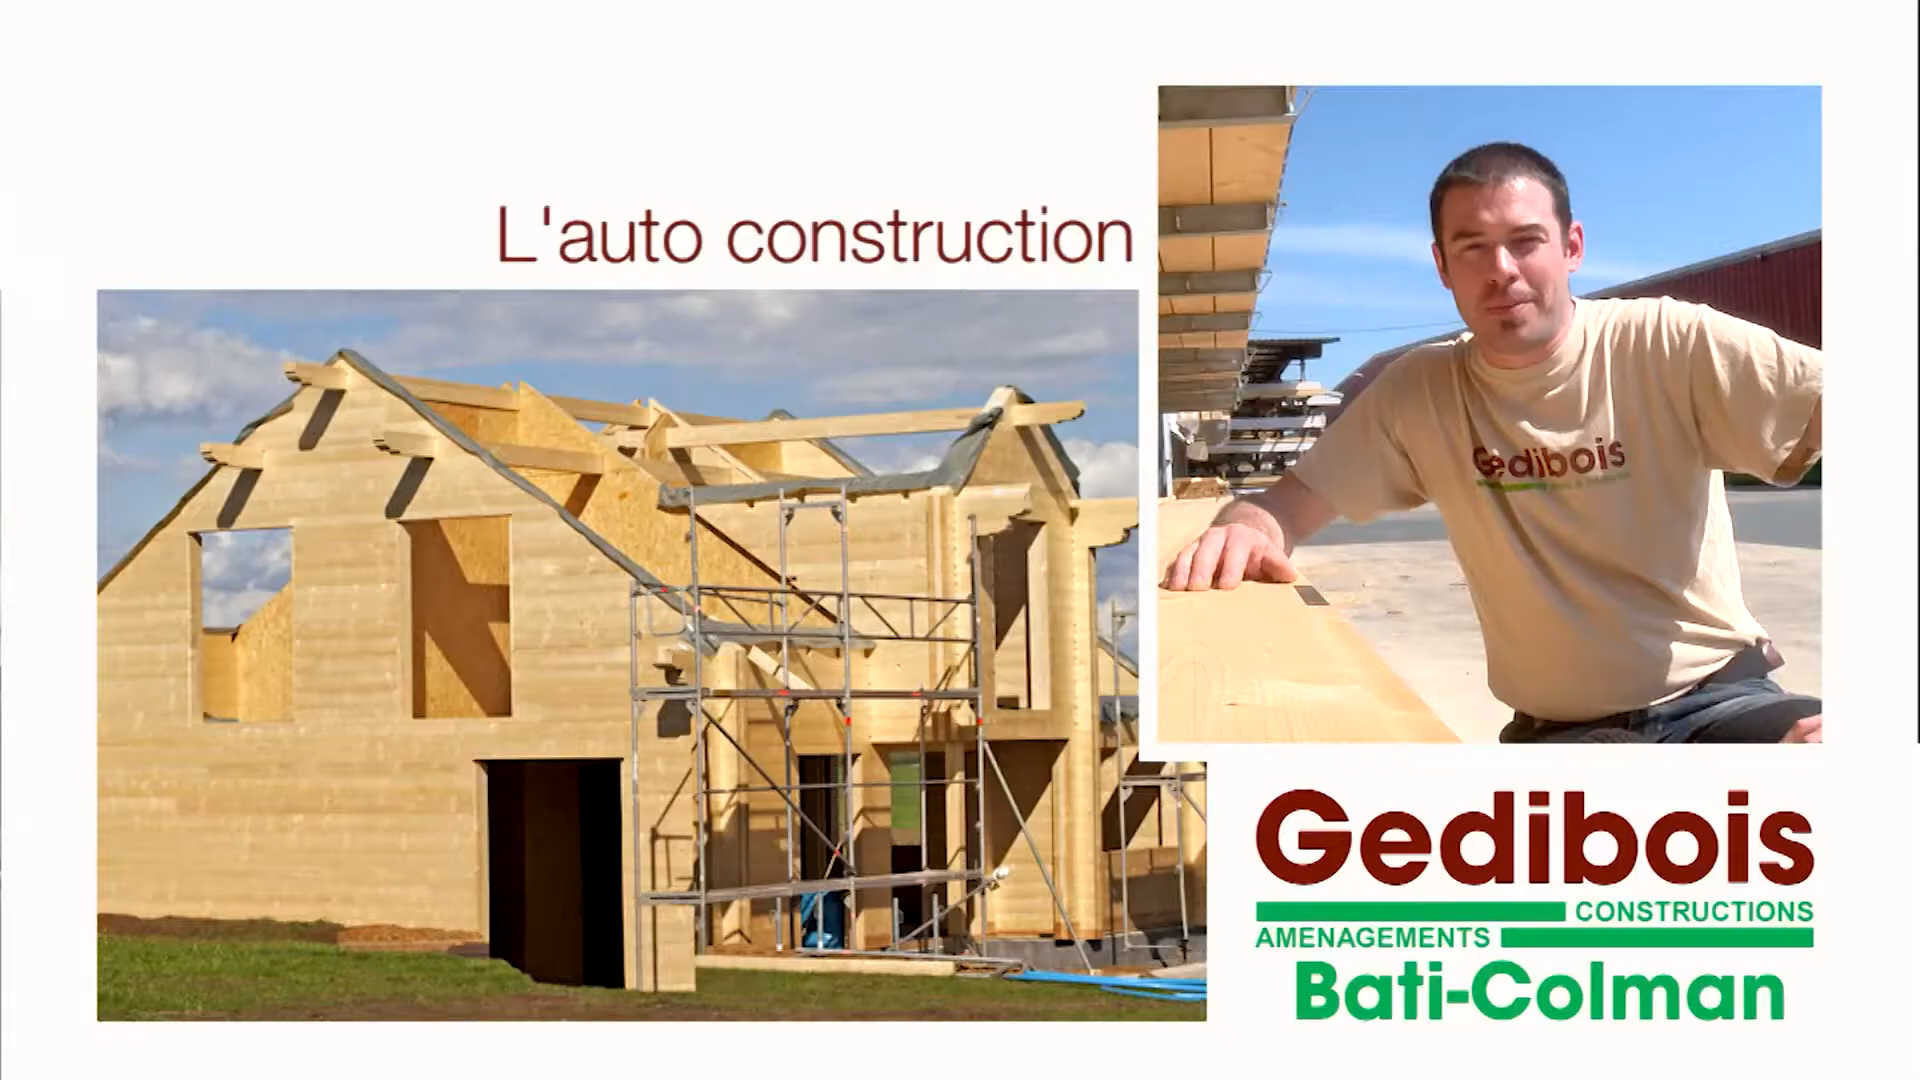 L'auto construction
Gedibois
Gedibois
CONSTRUCTIONS
AMENAGEMENTS
Bati-Colman